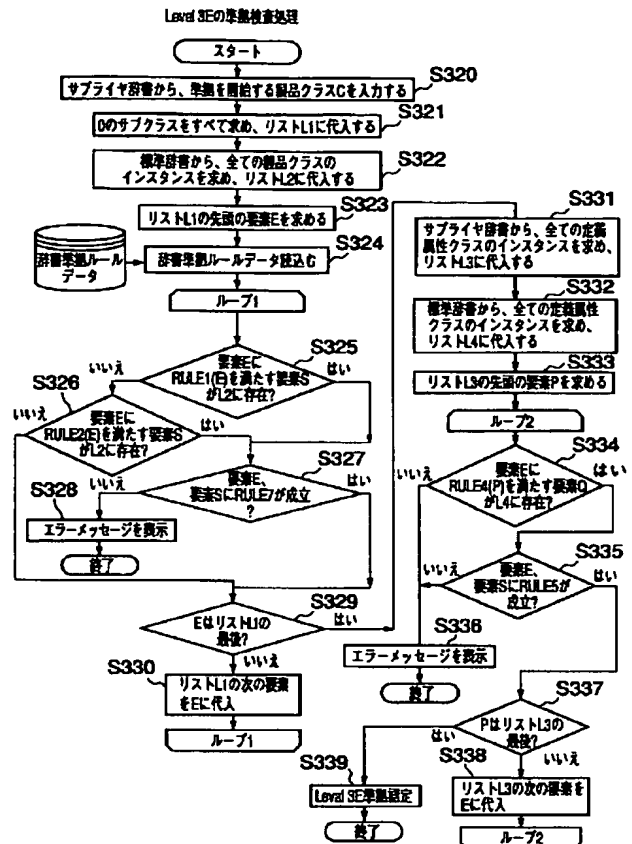 Level 3Eの準拠検査処理
スタート
S320
サプライヤ辞書から、準拠を開始する製品クラスCを入力する
S321
Cのサブクラスをすべて求め、リストL1に代入する
S322
標準辞書から、全ての製品クラスの
インスタンスを求め、リストL2に代入する
S323
リストL1の先頭の要素Eを求める
S324
辞書準拠ルール
データ
辞書準拠ルールデータ読込む
ループ1
S325
要素Eに
RULE1(E)を満たす要素S
がL2に存在?
いいえ
はい
S326
要素Eに
RULE2(E)を満たす要素S
がL2に存在?
いいえ
はい
S327
要素E、
要素SにRULE7が成立
?
いいえ
はい
S328
エラーメッセージを表示
終了
S329
EはリストL1の
最後?
はい
いいえ
S330
リストL1の次の要素
をEに代入
ループ1
S331
サプライヤ辞書から、全ての定義
属性クラスのインスタンスを求め、
リストL3に代入する
S332
標準辞書から、全ての定義属性
クラスのインスタンスを求め、
リストL4に代入する
S333
リストL3の先頭の要素Pを求める
ループ2
S334
要素Eに
RULE4(P)を満たす要素Q
がL4に存在?
いいえ
はい
S335
要素E、
要素SにRULE5が
成立?
いいえ
はい
S336
エラーメッセージを表示
終了
S337
PはリストL3の
最後?
はい
いいえ
S338
リストL3の次の要素を
Eに代入
ループ2
S339
Level 3E準拠認定
終了